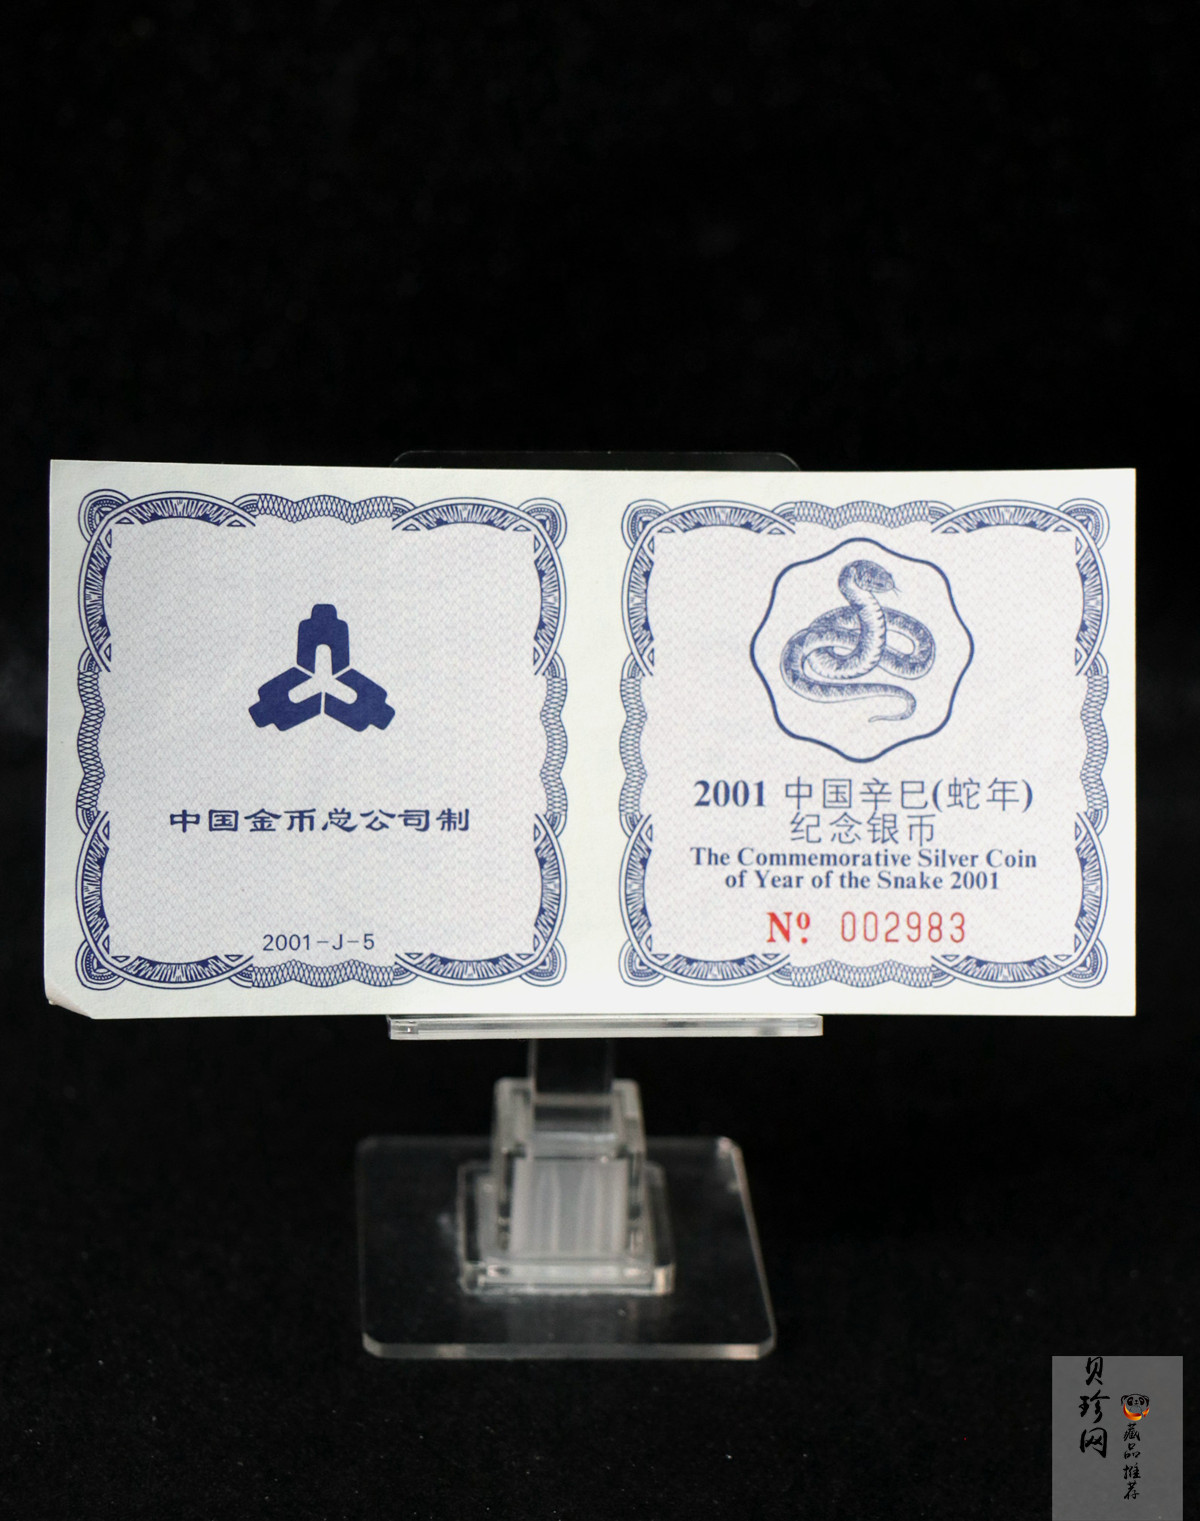 中国金币总公司制
2001-J-5
2001 中国辛巳(蛇年)
纪念银币
The Commemorative Silver Coin
of Year of the Snake 2001
Nº. 002983
贝珍网
藏品推荐